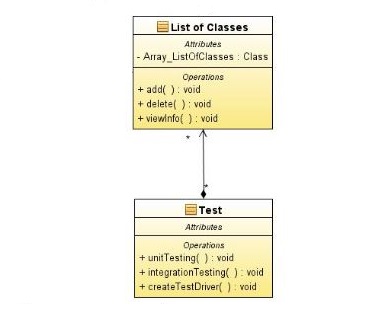 List of Classes
Attributes
- Array_ListOfClasses : Class
Operations
+ add( ) : void
+ delete( ) : void
+ viewInfo( ) : void
*
*
Test
Attributes
Operations
+ unitTesting( ) : void
+ integrationTesting( ) : void
+ createTestDriver( ) : void